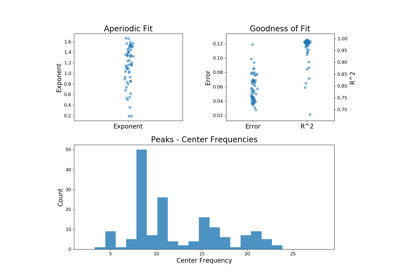 Aperiodic Fit
Exponent
1.6
1.4
1.2
1.0
0.8
0.6
0.4
0.2
Exponent
Goodness of Fit
Error
0.12
0.10
0.08
0.06
0.04
0.02
1.00
0.95
0.90
0.85
0.80
0.75
0.70
R^2
Error R^2
Peaks - Center Frequencies
Count
50
40
30
20
10
0
5 10 15 20 25
Center Frequency